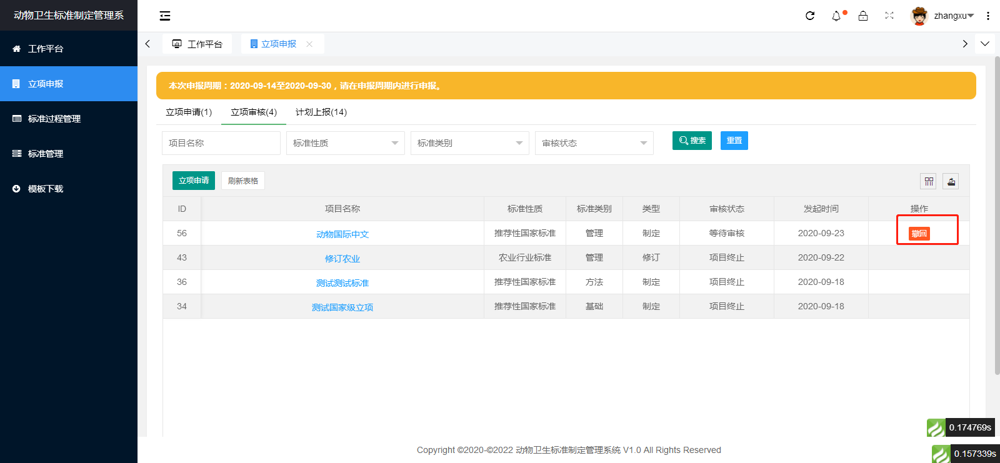 动物卫生标准制定管理系
zhangxu
工作平台
立项申报
标准过程管理
标准管理
模板下载
工作平台
立项申报
本次申报周期：2020-09-14至2020-09-30，请在申报周期内进行申报。
立项申请(1) 立项审核(4) 计划上报(14)
项目名称 标准性质 标准类别 审核状态 搜索 重置
立项申请 刷新表格
ID 项目名称 标准性质 标准类别 类型 审核状态 发起时间 操作
56 动物国际中文 推荐性国家标准 管理 制定 等待审核 2020-09-23 撤回
43 修订农业 农业行业标准 管理 修订 项目终止 2020-09-22
36 测试测试标准 推荐性国家标准 方法 制定 项目终止 2020-09-18
34 测试国家级立项 推荐性国家标准 基础 制定 项目终止 2020-09-18
0.174769s
Copyright ©2020-©2022 动物卫生标准制定管理系统 V1.0 All Rights Reserved
0.157339s